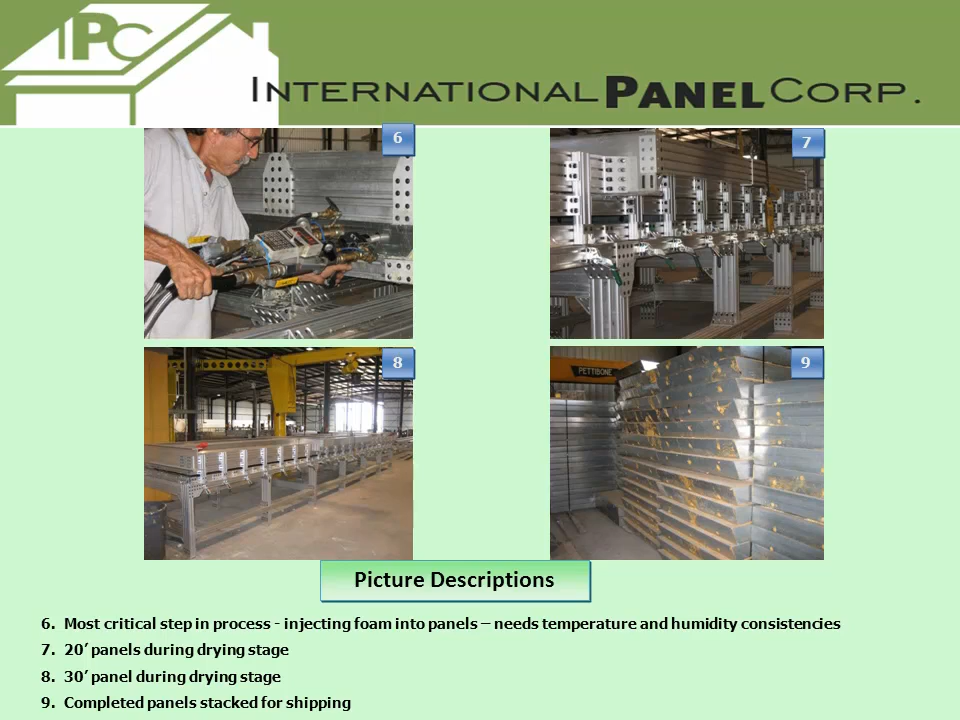 IPC
INTERNATIONAL PANEL CORP.
6
7
8
9
PETTIBONE
Picture Descriptions
6. Most critical step in process - injecting foam into panels – needs temperature and humidity consistencies
7. 20’ panels during drying stage
8. 30’ panel during drying stage
9. Completed panels stacked for shipping